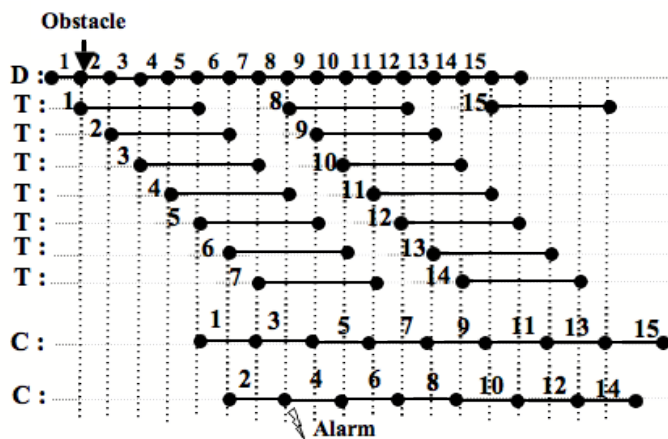 Obstacle
D : 1 2 3 4 5 6 7 8 9 10 11 12 13 14 15
T : 1 8 15
T : 2 9
T : 3 10
T : 4 11
T : 5 12
T : 6 13
T : 7 14
C : 1 3 5 7 9 11 13 15
C : 2 4 6 8 10 12 14
Alarm